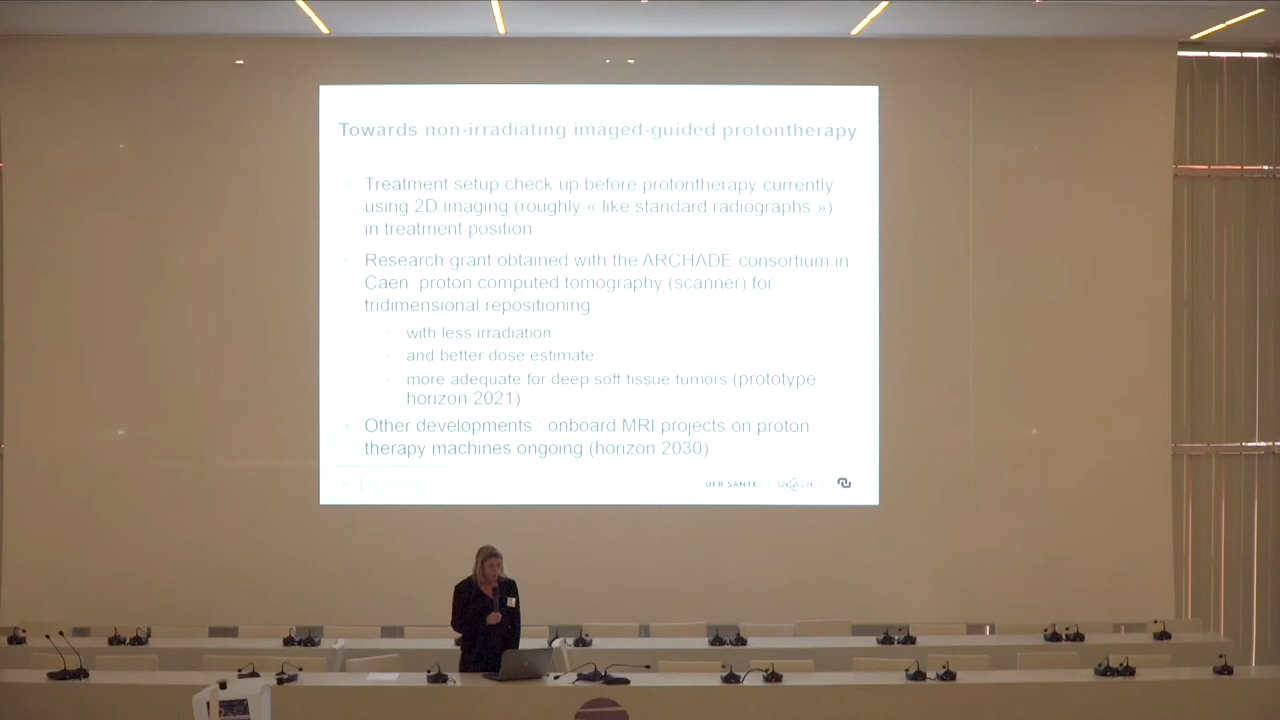 Towards non-irradiating imaged-guided protontherapy
Treatment setup check up before protontherapy currently
using 2D imaging (roughly « like standard radiographs »)
in treatment position
Research grant obtained with the ARCHADE consortium in
Caen: proton computed tomography (scanner) for
tridimensional repositioning
with less irradiation
and better dose estimate
more adequate for deep soft tissue tumors (prototype
horizon 2021)
Other developments : onboard MRI projects on proton
therapy machines ongoing (horizon 2030)
UFR SANTÉ